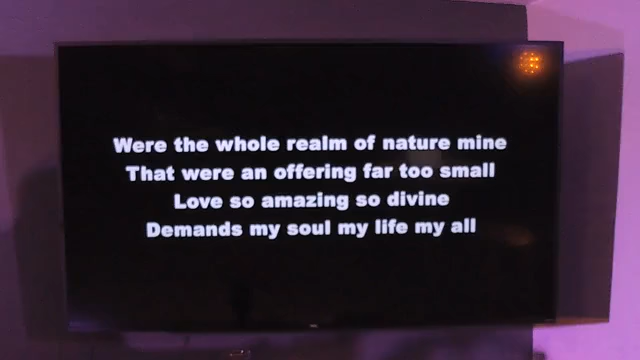 Were the whole realm of nature mine
That were an offering far too small
Love so amazing so divine
Demands my soul my life my all